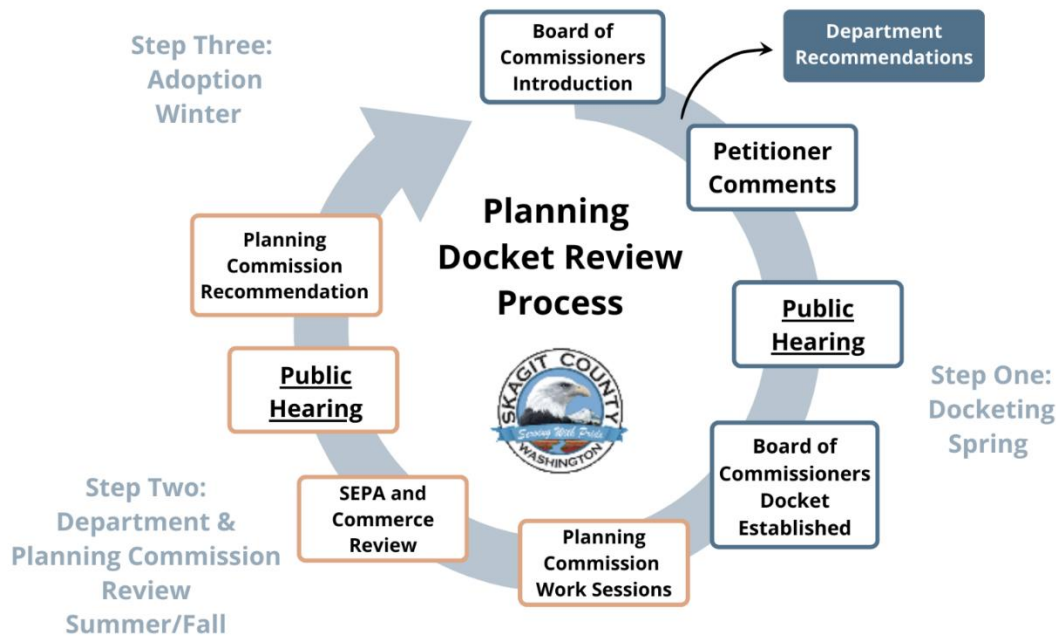 Step Three:
Adoption
Winter
Board of
Commissioners
Introduction
Department
Recommendations
Petitioner
Comments
Planning
Docket Review
Process
Planning
Commission
Recommendation
Public
Hearing
Public
Hearing
SKAGIT COUNTY
Serving With Pride
WASHINGTON
Step One:
Docketing
Spring
Board of
Commissioners
Docket
Established
SEPA and
Commerce
Review
Planning
Commission
Work Sessions
Step Two:
Department &
Planning Commission
Review
Summer/Fall